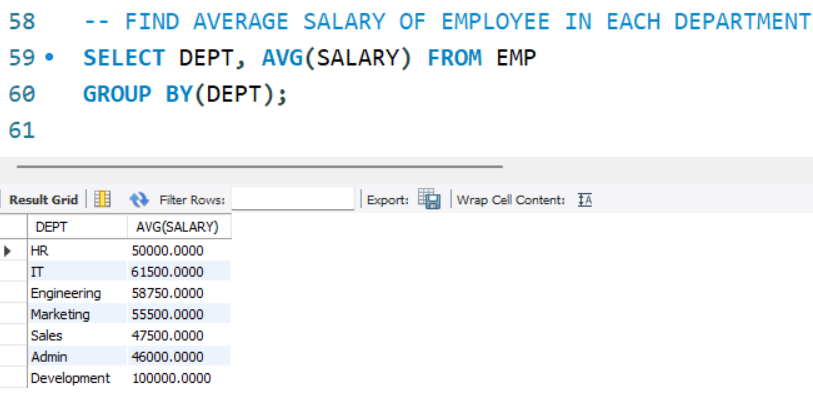 58 -- FIND AVERAGE SALARY OF EMPLOYEE IN EACH DEPARTMENT
59 SELECT DEPT, AVG(SALARY) FROM EMP
60 GROUP BY(DEPT);
61
Result Grid Filter Rows: Export: Wrap Cell Content: IA
DEPT AVG(SALARY)
HR 50000.0000
IT 61500.0000
Engineering 58750.0000
Marketing 55500.0000
Sales 47500.0000
Admin 46000.0000
Development 100000.0000